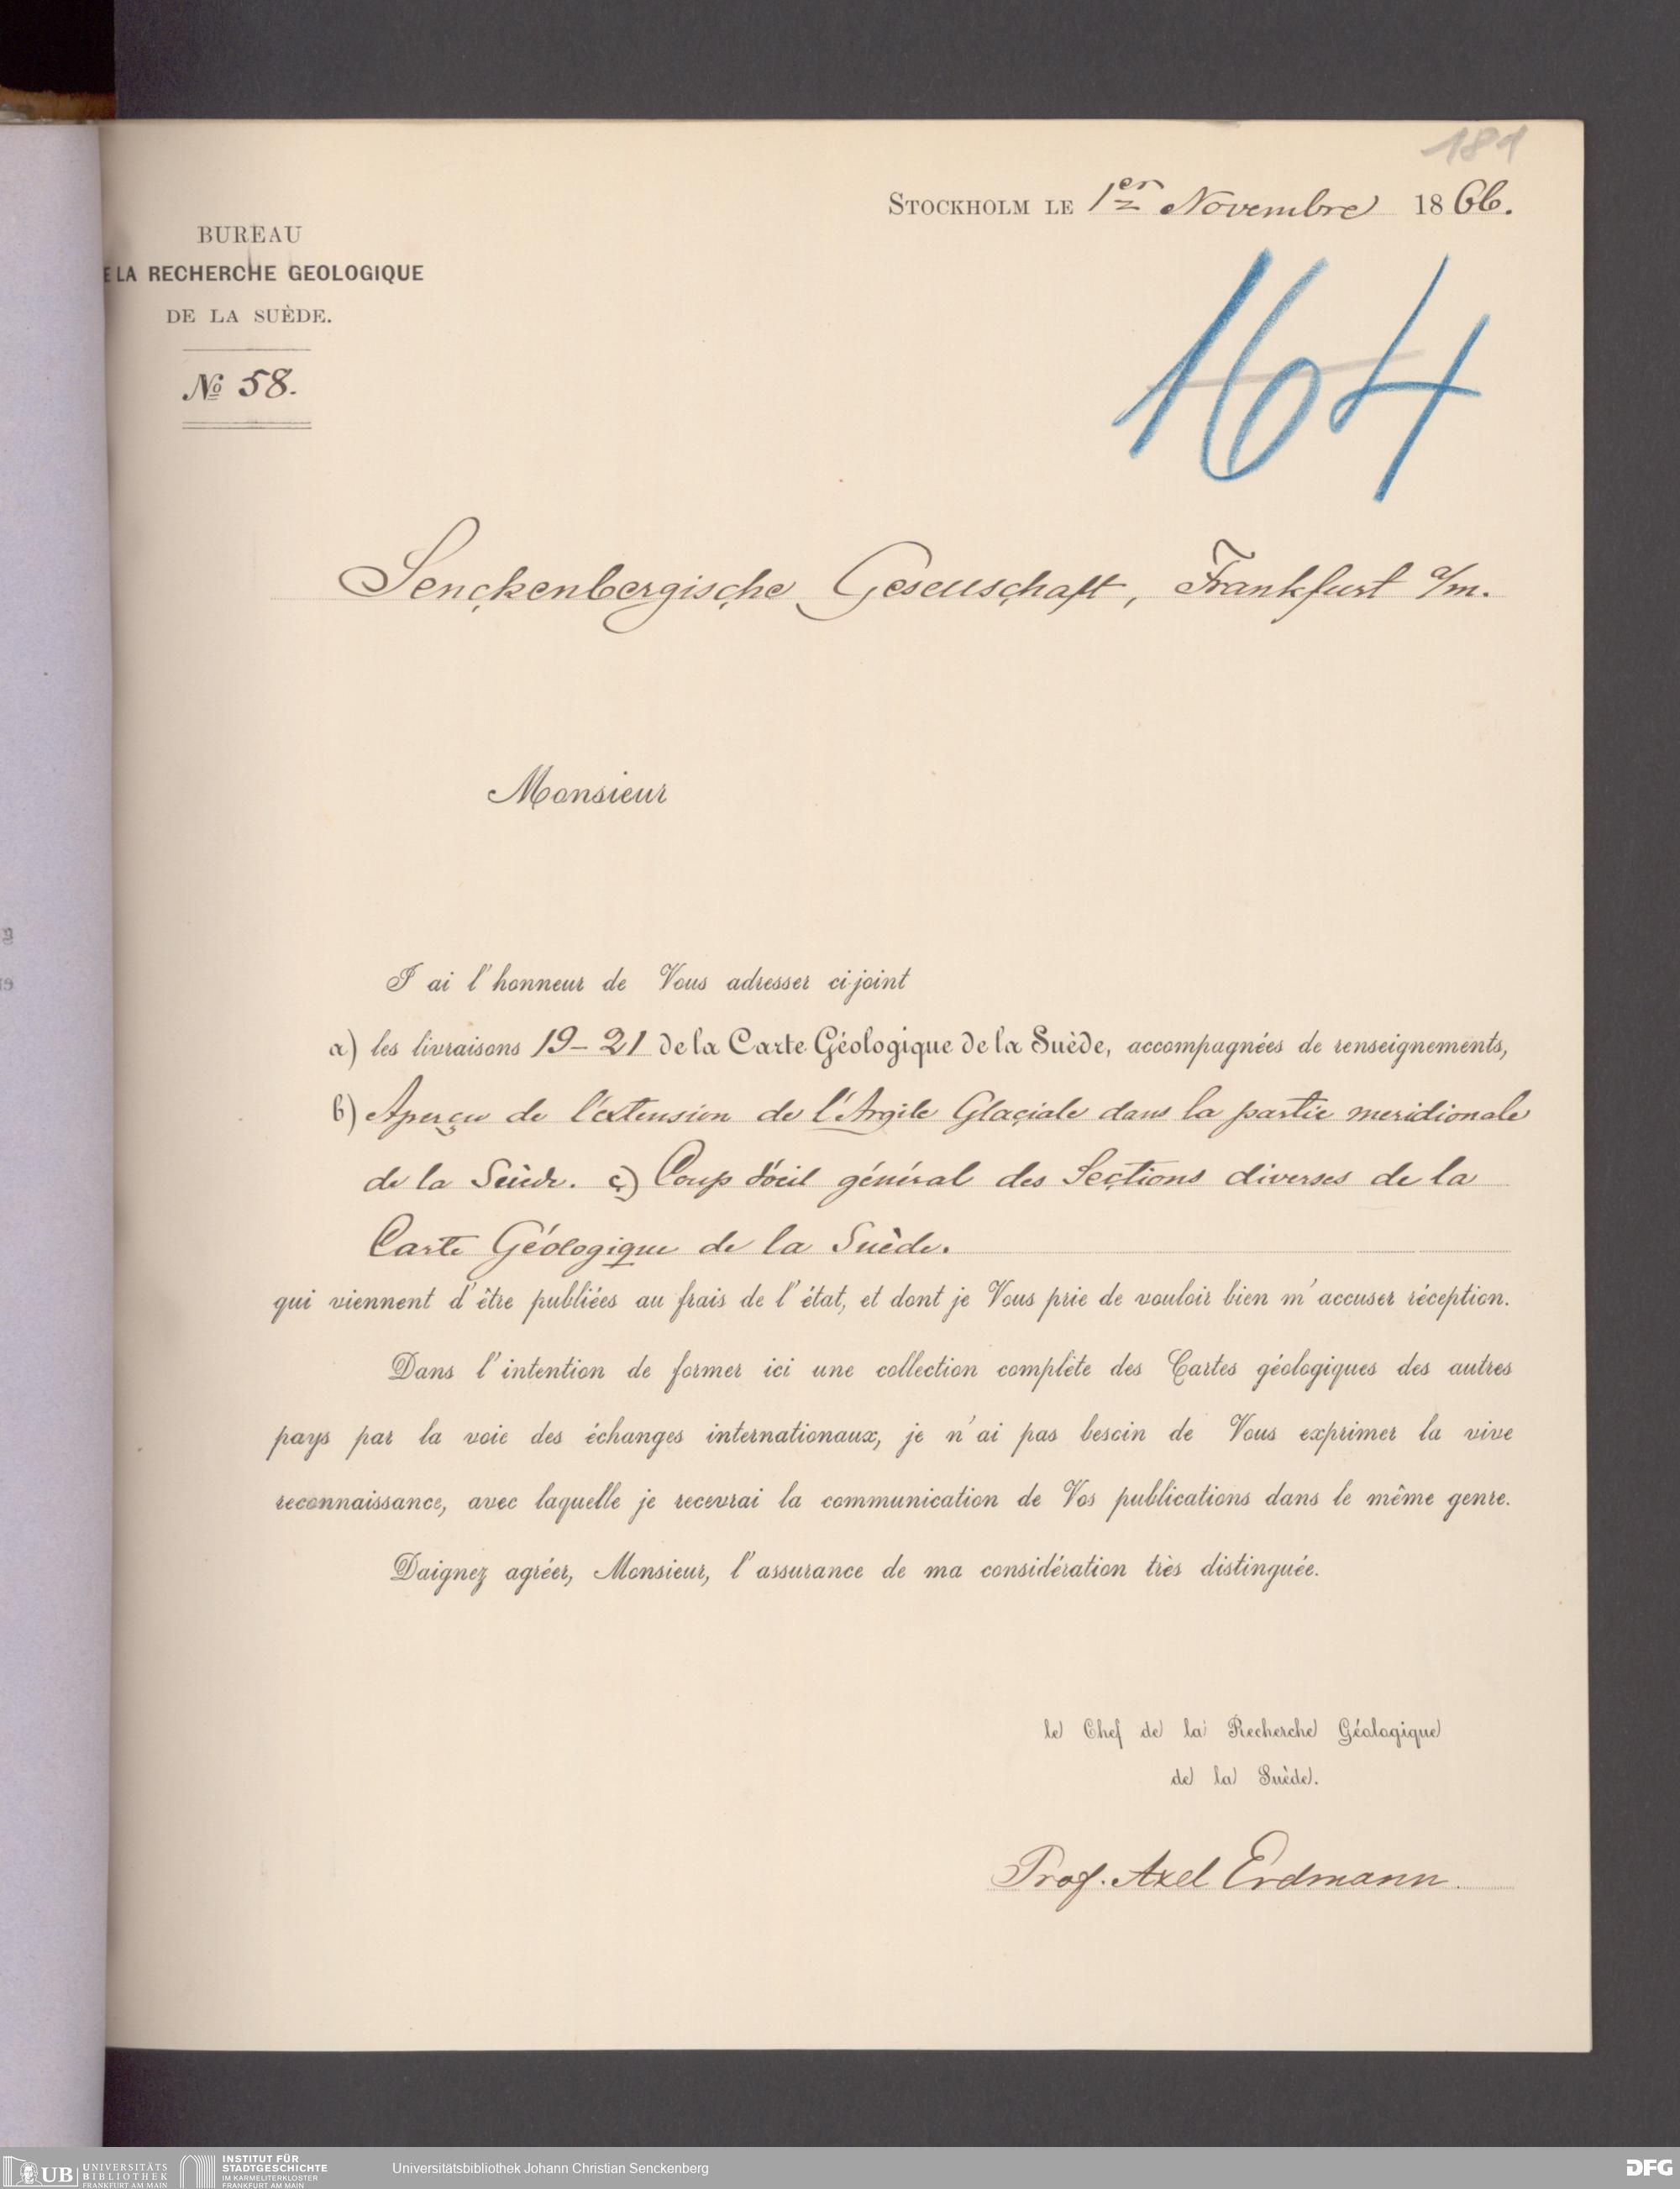 181
STOCKHOLM LE 1er Novembre 1866.
BUREAU
E LA RECHERCHE GEOLOGIQUE
DE LA SUÈDE.
No 58.
164
Senckenbergische Gesellschaft, Frankfurt a/m.
Monsieur
J'ai l'honneur de Vous adresser ci-joint
a) les livraisons 19-21 de la Carte Géologique de la Suède, accompagnées de renseignements,
b) Aperçu de l'extension de l'Argile Glaçiale dans la partie meridionale
de la Suède. c) Coup d'œil général des Sections diverses de la
Carte Géologique de la Suède.
qui viennent d'être publiées au frais de l'état, et dont je Vous prie de vouloir bien m'accuser réception.
Dans l'intention de former ici une collection complète des Cartes géologiques des autres
pays par la voie des échanges internationaux, je n'ai pas besoin de Vous exprimer la vive
reconnaissance, avec laquelle je recevrai la communication de Vos publications dans le même genre.
Daignez agréer, Monsieur, l'assurance de ma considération très distinguée.
le Chef de la Recherche Géologique
de la Suède.
Prof. Axel Erdmann.
UB UNIVERSITÄTS BIBLIOTHEK FRANKFURT AM MAIN
INSTITUT FÜR STADTGESCHICHTE IM KARMELITERKLOSTER FRANKFURT AM MAIN
Universitätsbibliothek Johann Christian Senckenberg
DFG